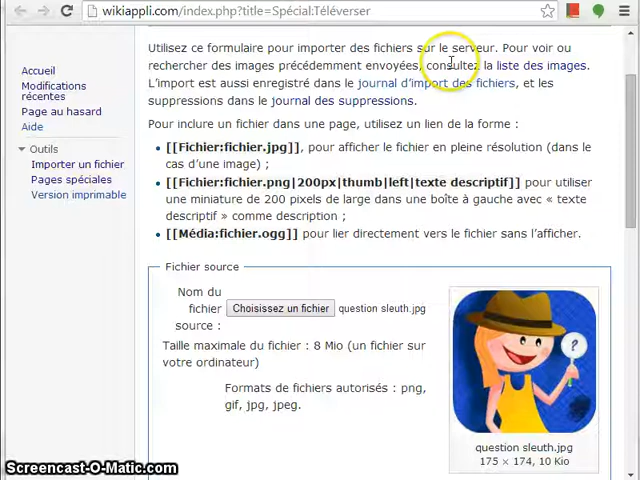 wikiappli.com/index.php?title=Spécial:Téléverser
Utilisez ce formulaire pour importer des fichiers sur le serveur. Pour voir ou
rechercher des images précédemment envoyées, consultez la liste des images.
L'import est aussi enregistré dans le journal d'import des fichiers, et les
suppressions dans le journal des suppressions.
Pour inclure un fichier dans une page, utilisez un lien de la forme :
[[Fichier:fichier.jpg]], pour afficher le fichier en pleine résolution (dans le
cas d'une image) ;
[[Fichier:fichier.png|200px|thumb|left|texte descriptif]] pour utiliser
une miniature de 200 pixels de large dans une boîte à gauche avec « texte
descriptif » comme description ;
[[Média:fichier.ogg]] pour lier directement vers le fichier sans l'afficher.
Accueil
Modifications
récentes
Page au hasard
Aide
Outils
Importer un fichier
Pages spéciales
Version imprimable
Fichier source
Nom du
fichier
source :
Choisissez un fichier question sleuth.jpg
Taille maximale du fichier : 8 Mio (un fichier sur
votre ordinateur)
Formats de fichiers autorisés : png,
gif, jpg, jpeg.
?
question sleuth.jpg
175 × 174, 10 Kio
Screencast-O-Matic.com